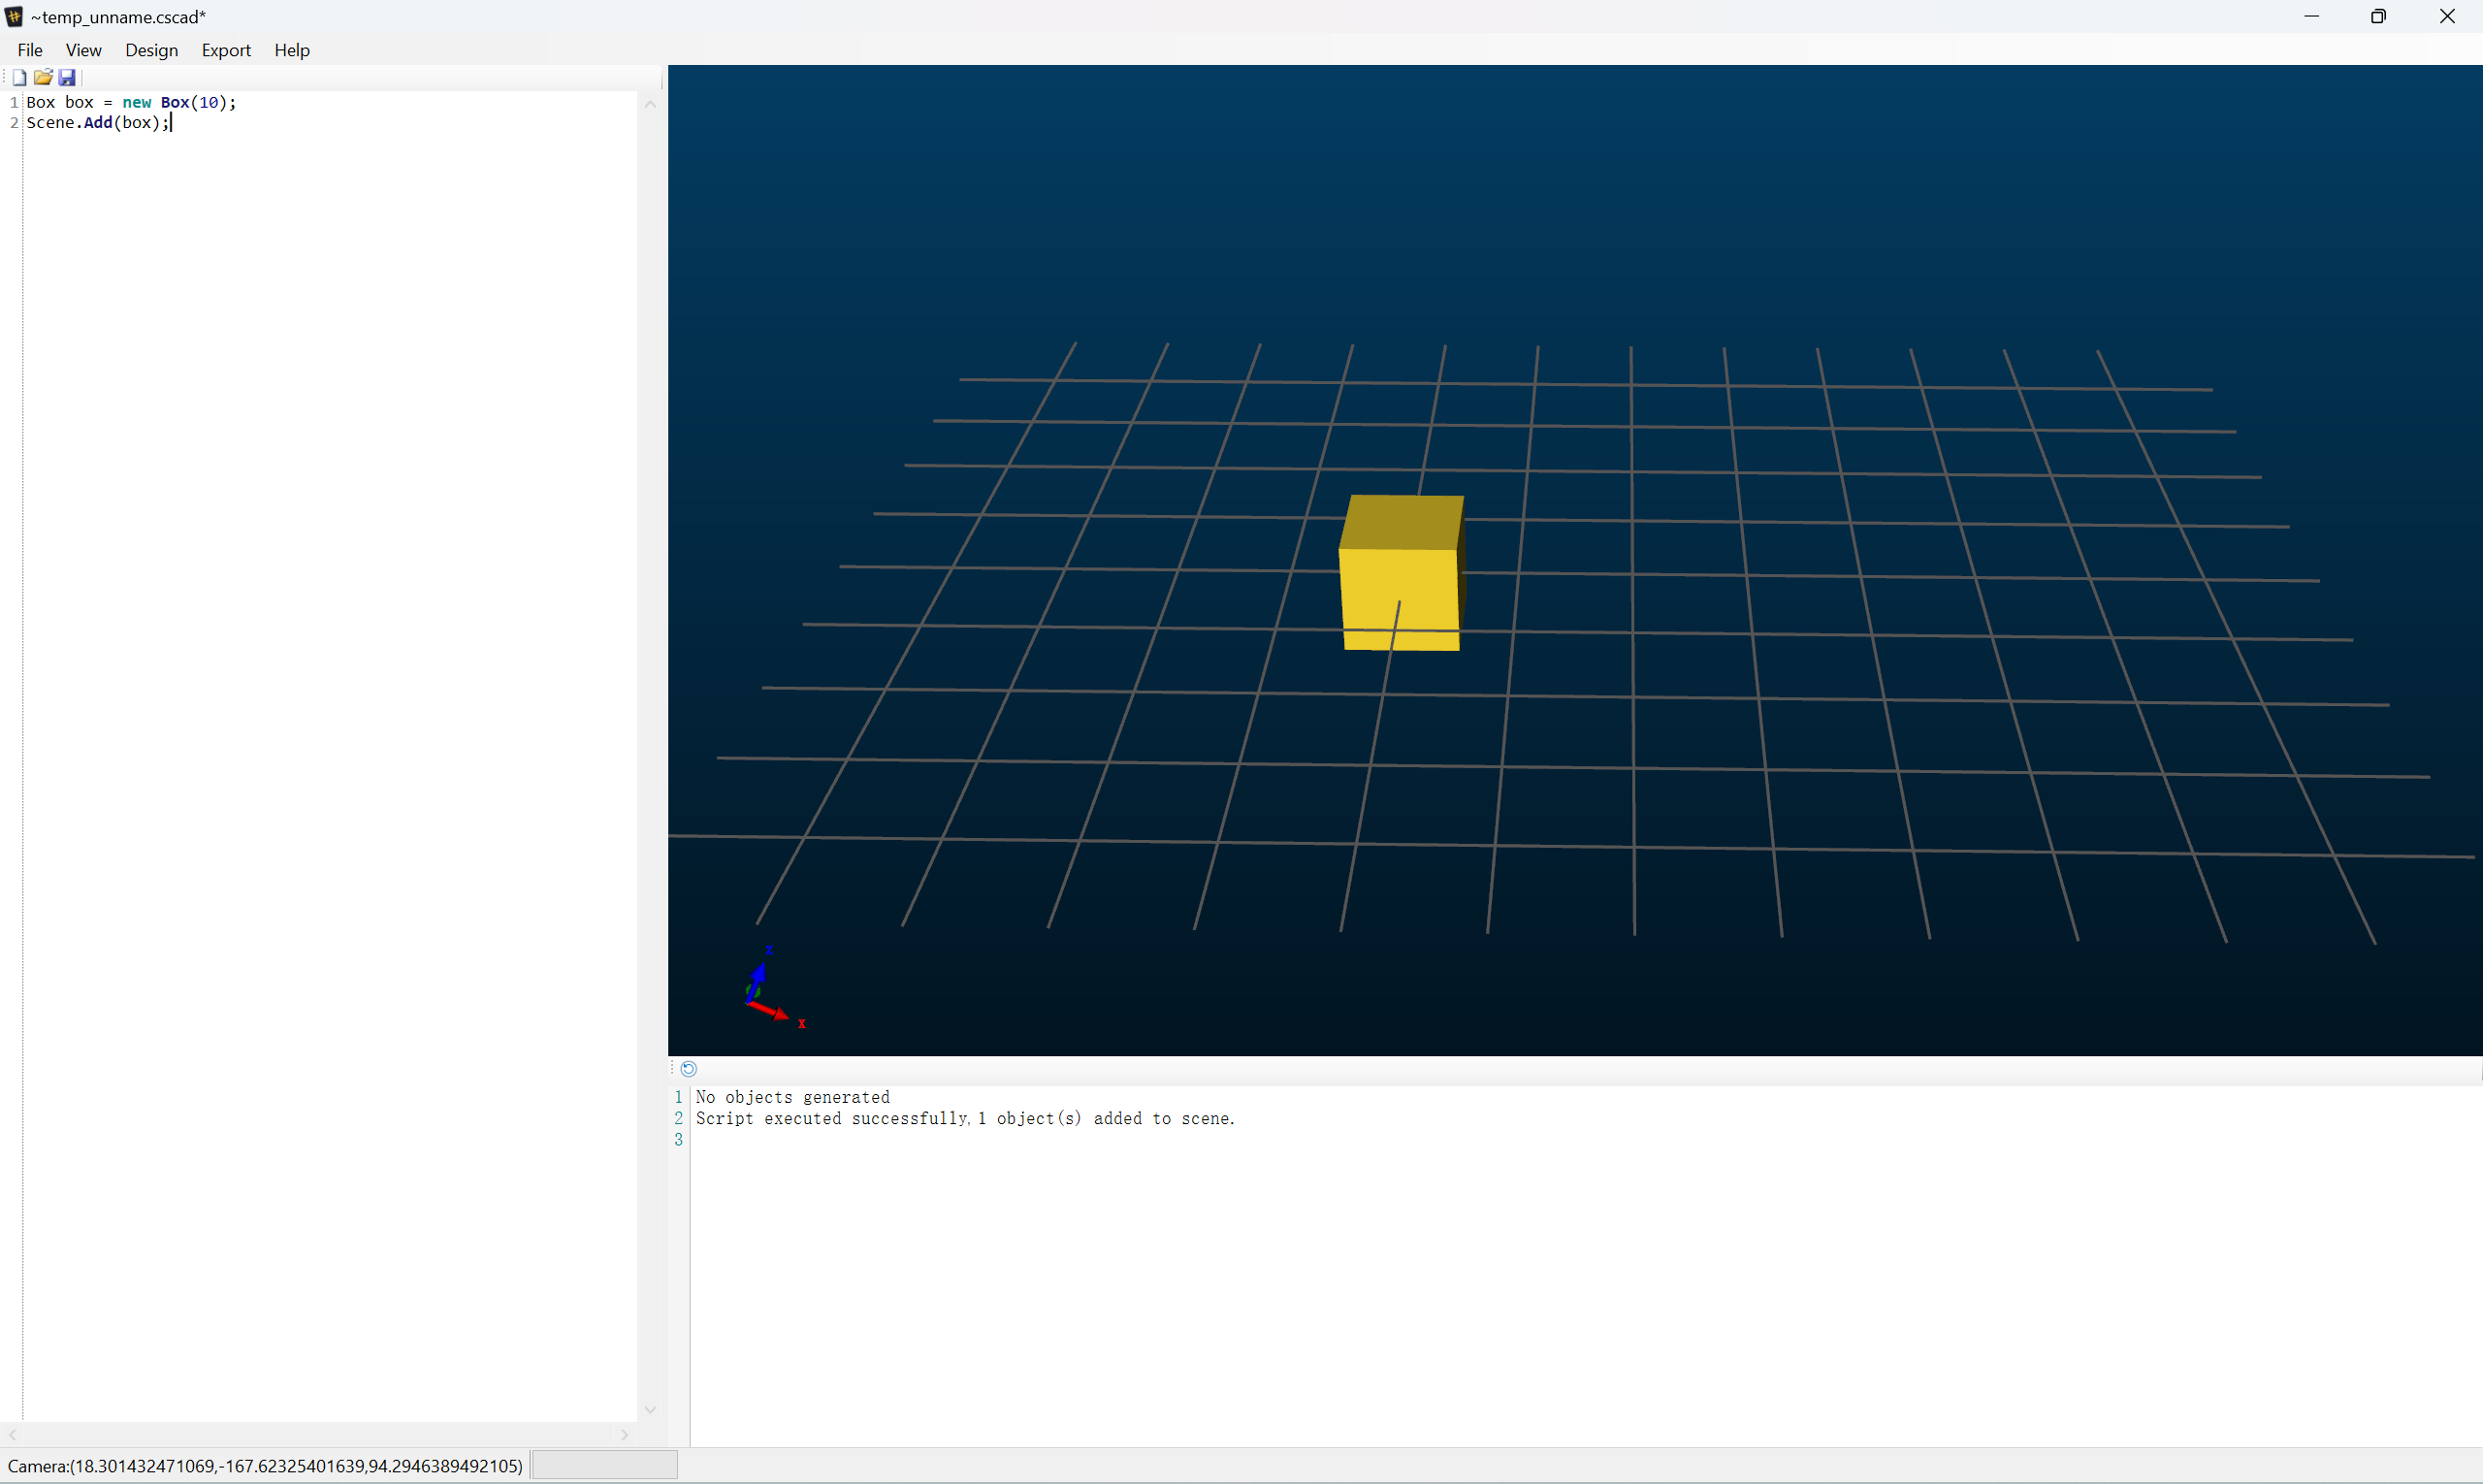 ~temp_unname.cscad*
File View Design Export Help
1 Box box = new Box(10);
2 Scene.Add(box);
z
x
1 No objects generated
2 Script executed successfully,1 object(s) added to scene.
3
Camera:(18.301432471069,-167.62325401639,94.2946389492105)